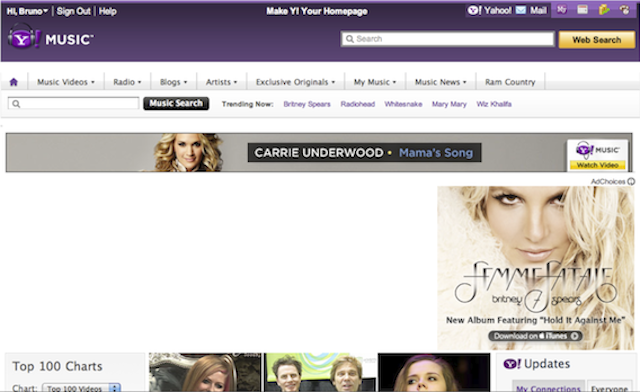 Hi, Bruno Sign Out Help Make Y! Your Homepage Y! Yahoo! Mail My
Y! MUSIC™ Search Web Search
Music Videos Radio Blogs Artists Exclusive Originals My Music Music News Ram Country
Music Search Trending Now: Britney Spears Radiohead Whitesnake Mary Mary Wiz Khalifa
CARRIE UNDERWOOD • Mama's Song
Y! MUSIC™
Watch Video
AdChoices
FEMME FATALE
britney spears
New Album Featuring "Hold It Against Me"
Download on iTunes
Top 100 Charts
Chart: Top 100 Videos
Y! Updates
My Connections Everyone